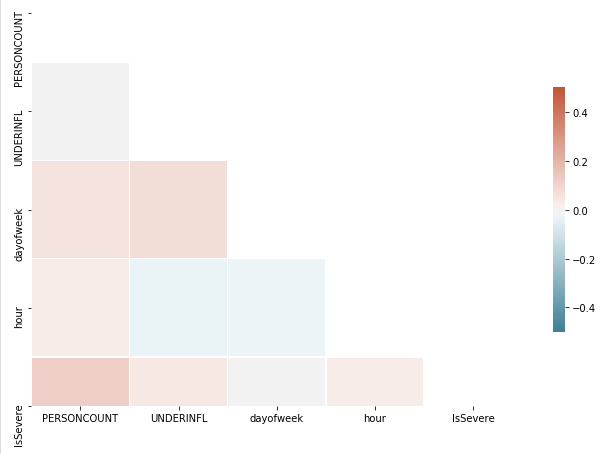 PERSONCOUNT
UNDERINFL
dayofweek
hour
IsSevere
PERSONCOUNT UNDERINFL dayofweek hour IsSevere
0.4
0.2
0.0
−0.2
−0.4